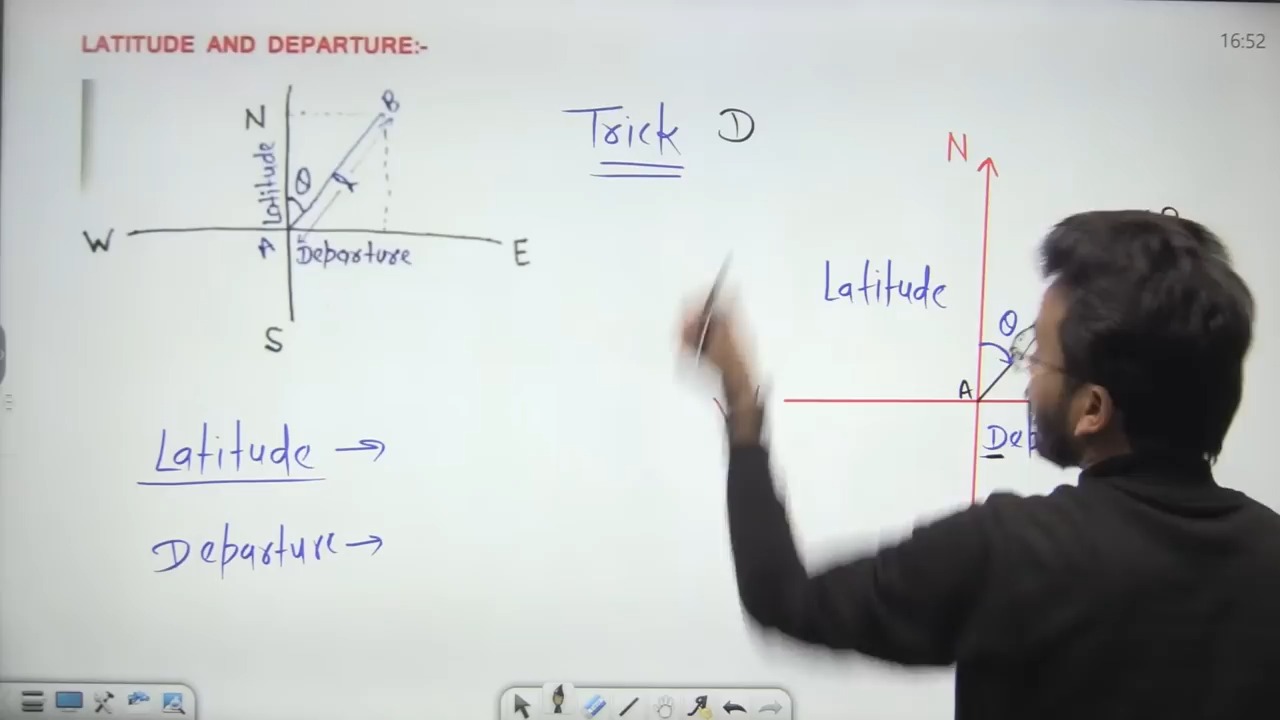 LATITUDE AND DEPARTURE:-
16:52
N
B
Latitude
θ
l
W
A
Departure
E
S
Trick D
N
Latitude
θ
A
Latitude →
Departure →